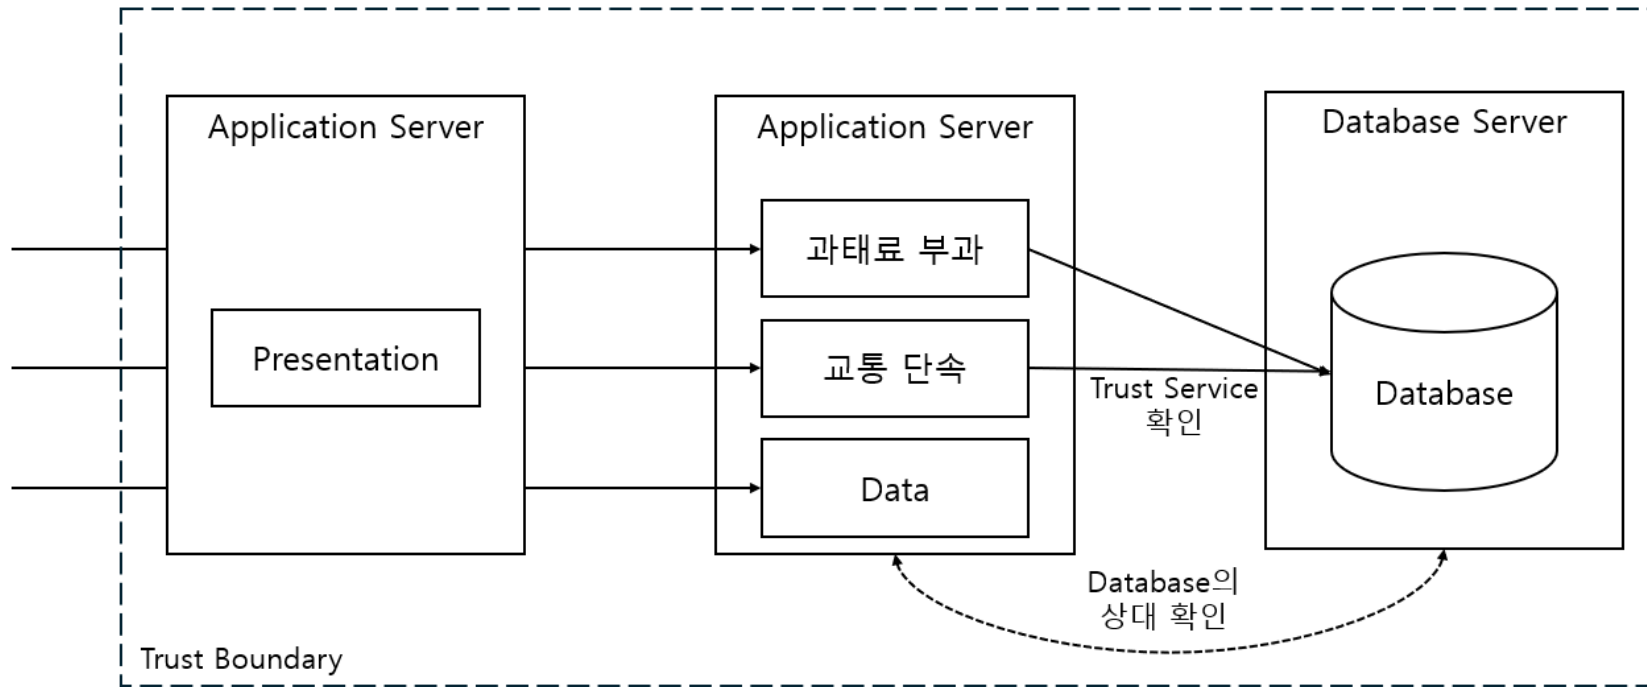 Application Server
Presentation
Application Server
과태료 부과
교통 단속
Data
Trust Service
확인
Database Server
Database
Database의
상대 확인
Trust Boundary